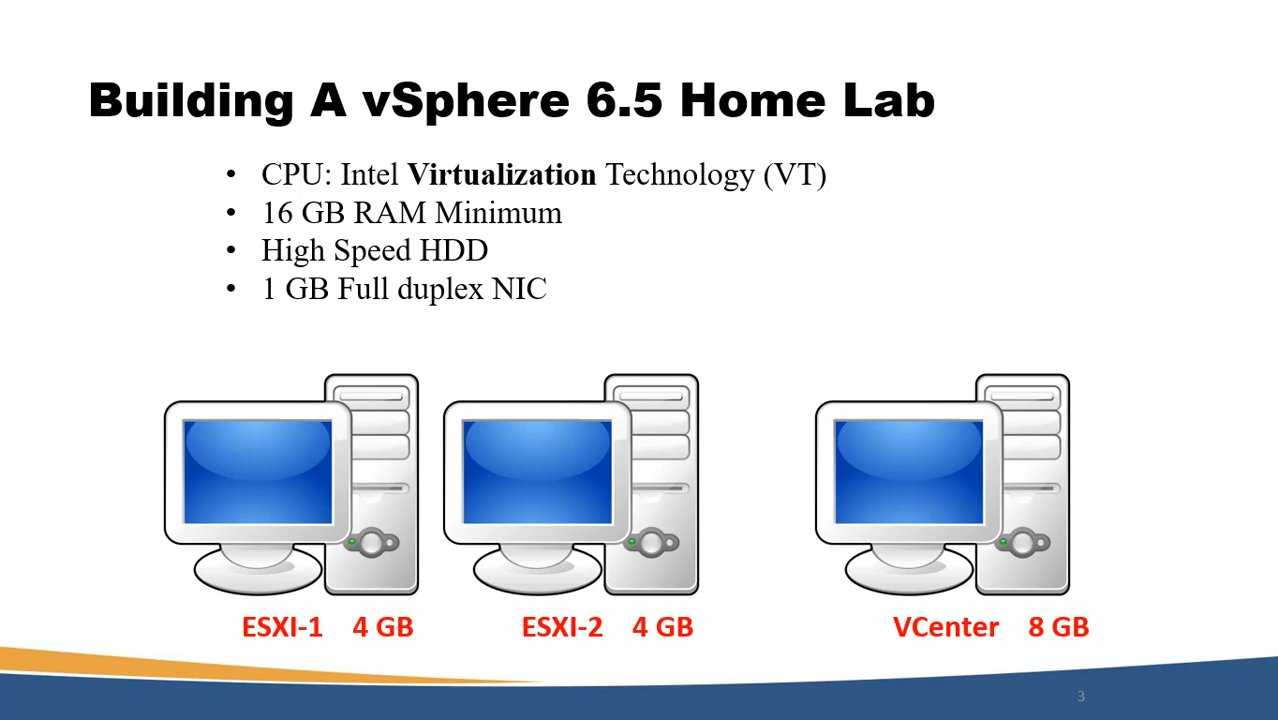 Building A vSphere 6.5 Home Lab
• CPU: Intel Virtualization Technology (VT)
• 16 GB RAM Minimum
• High Speed HDD
• 1 GB Full duplex NIC
ESXI-1 4 GB
ESXI-2 4 GB
VCenter 8 GB
3